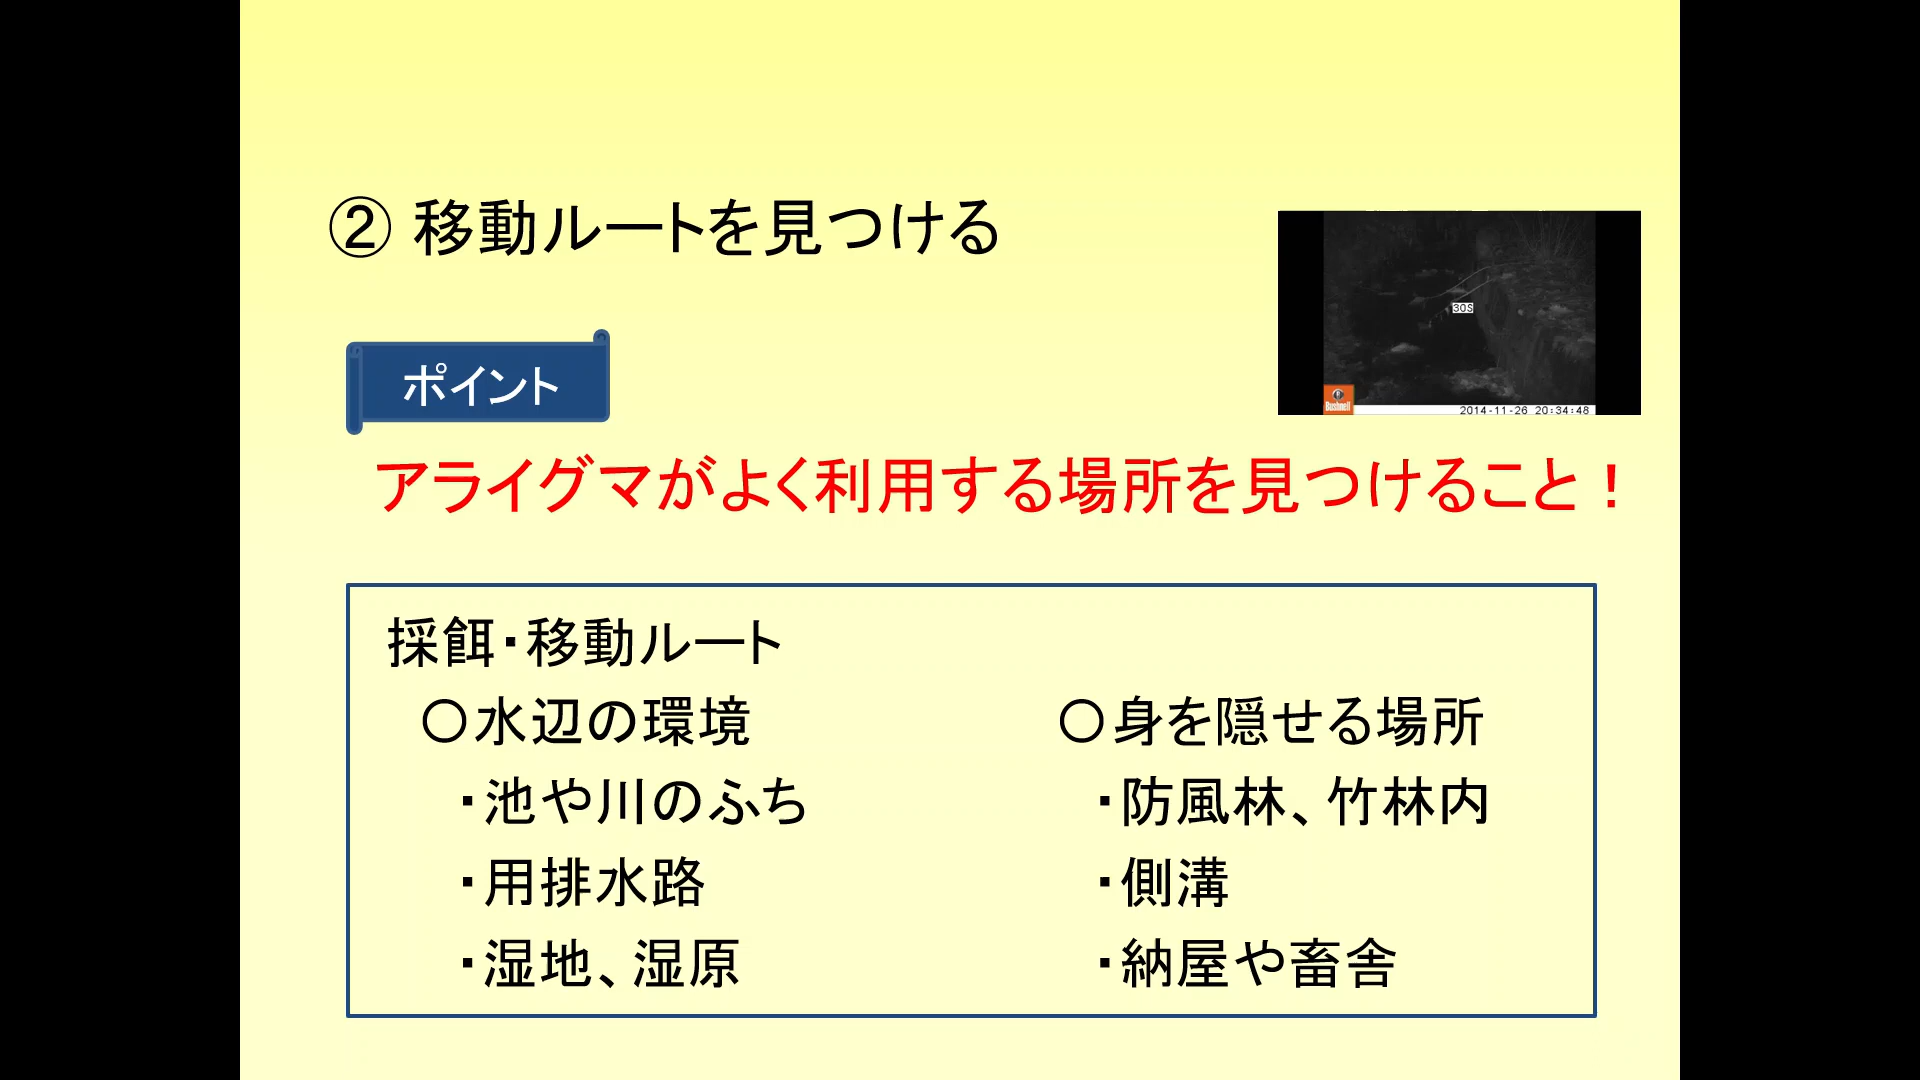 ② 移動ルートを見つける
30S
Bushnell
2014-11-26 20:34:48
ポイント
アライグマがよく利用する場所を見つけること！
採餌・移動ルート
○水辺の環境
・池や川のふち
・用排水路
・湿地、湿原
○身を隠せる場所
・防風林、竹林内
・側溝
・納屋や畜舎